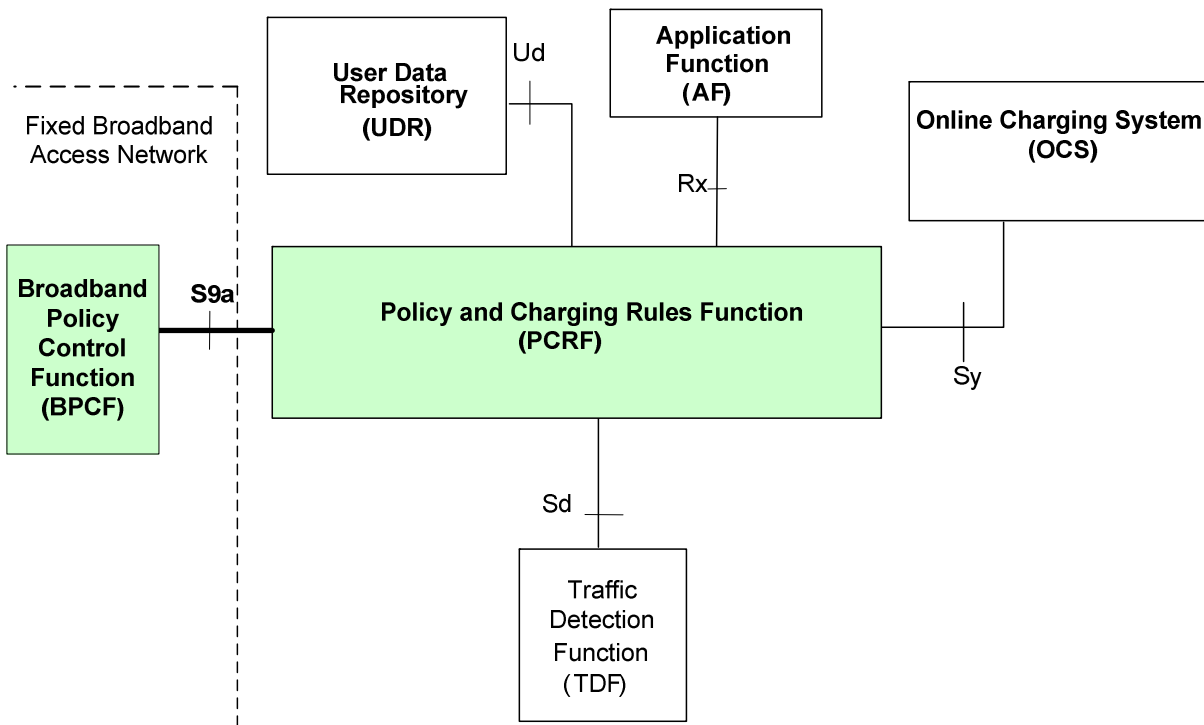 User Data
Repository
(UDR)
Ud
Application
Function
(AF)
Online Charging System
(OCS)
Fixed Broadband
Access Network
Rx
Broadband
Policy
Control
Function
(BPCF)
S9a
Policy and Charging Rules Function
(PCRF)
Sy
Sd
Traffic
Detection
Function
(TDF)